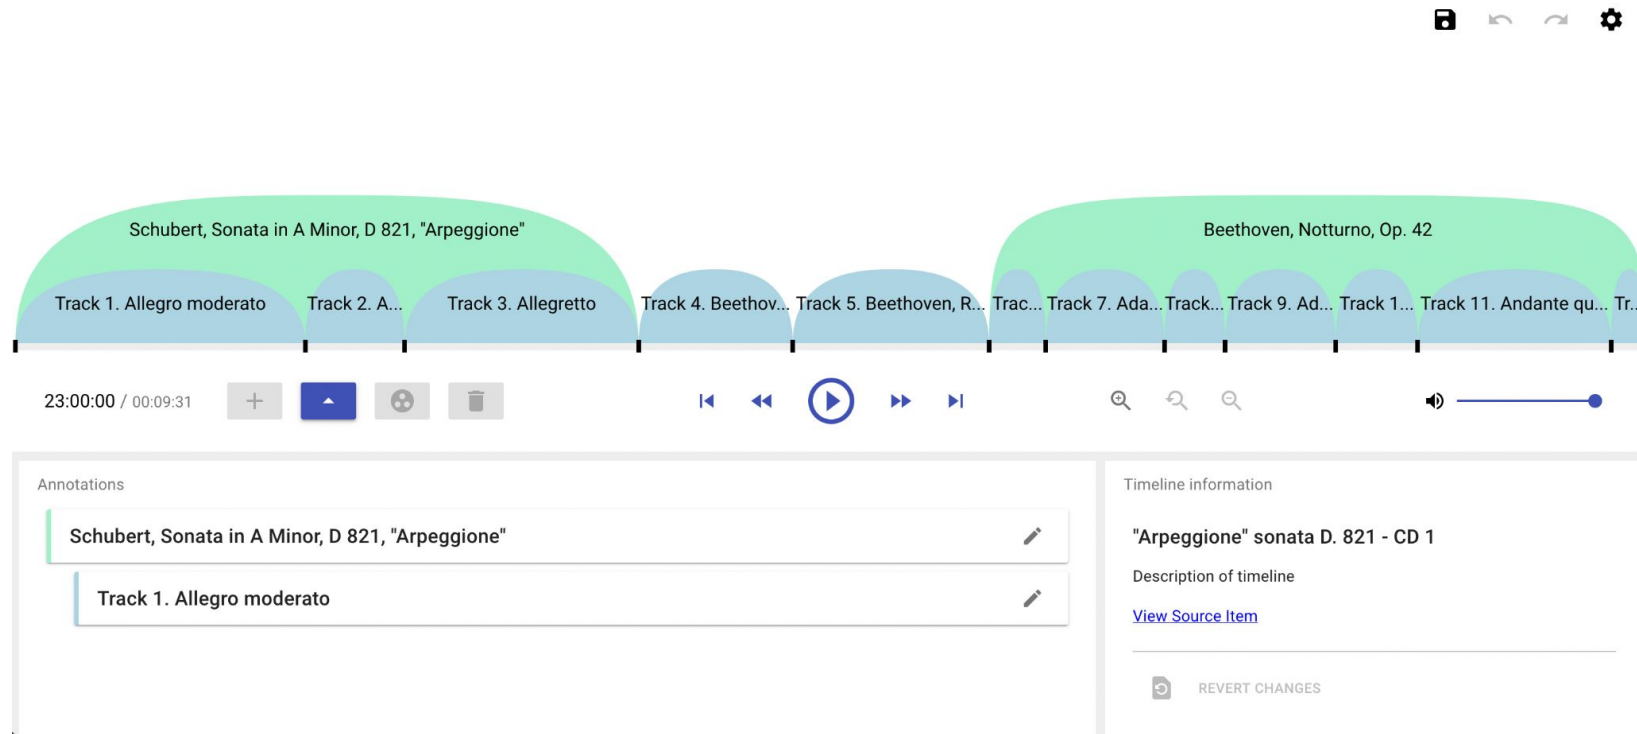 Schubert, Sonata in A Minor, D 821, "Arpeggione"
Beethoven, Notturno, Op. 42
Track 1. Allegro moderato
Track 2. A...
Track 3. Allegretto
Track 4. Beethov...
Track 5. Beethoven, R...
Trac...
Track 7. Ada...
Track...
Track 9. Ad...
Track 1...
Track 11. Andante qu...
Tr...
23:00:00 / 00:09:31
Annotations
Schubert, Sonata in A Minor, D 821, "Arpeggione"
Track 1. Allegro moderato
Timeline information
"Arpeggione" sonata D. 821 - CD 1
Description of timeline
View Source Item
REVERT CHANGES